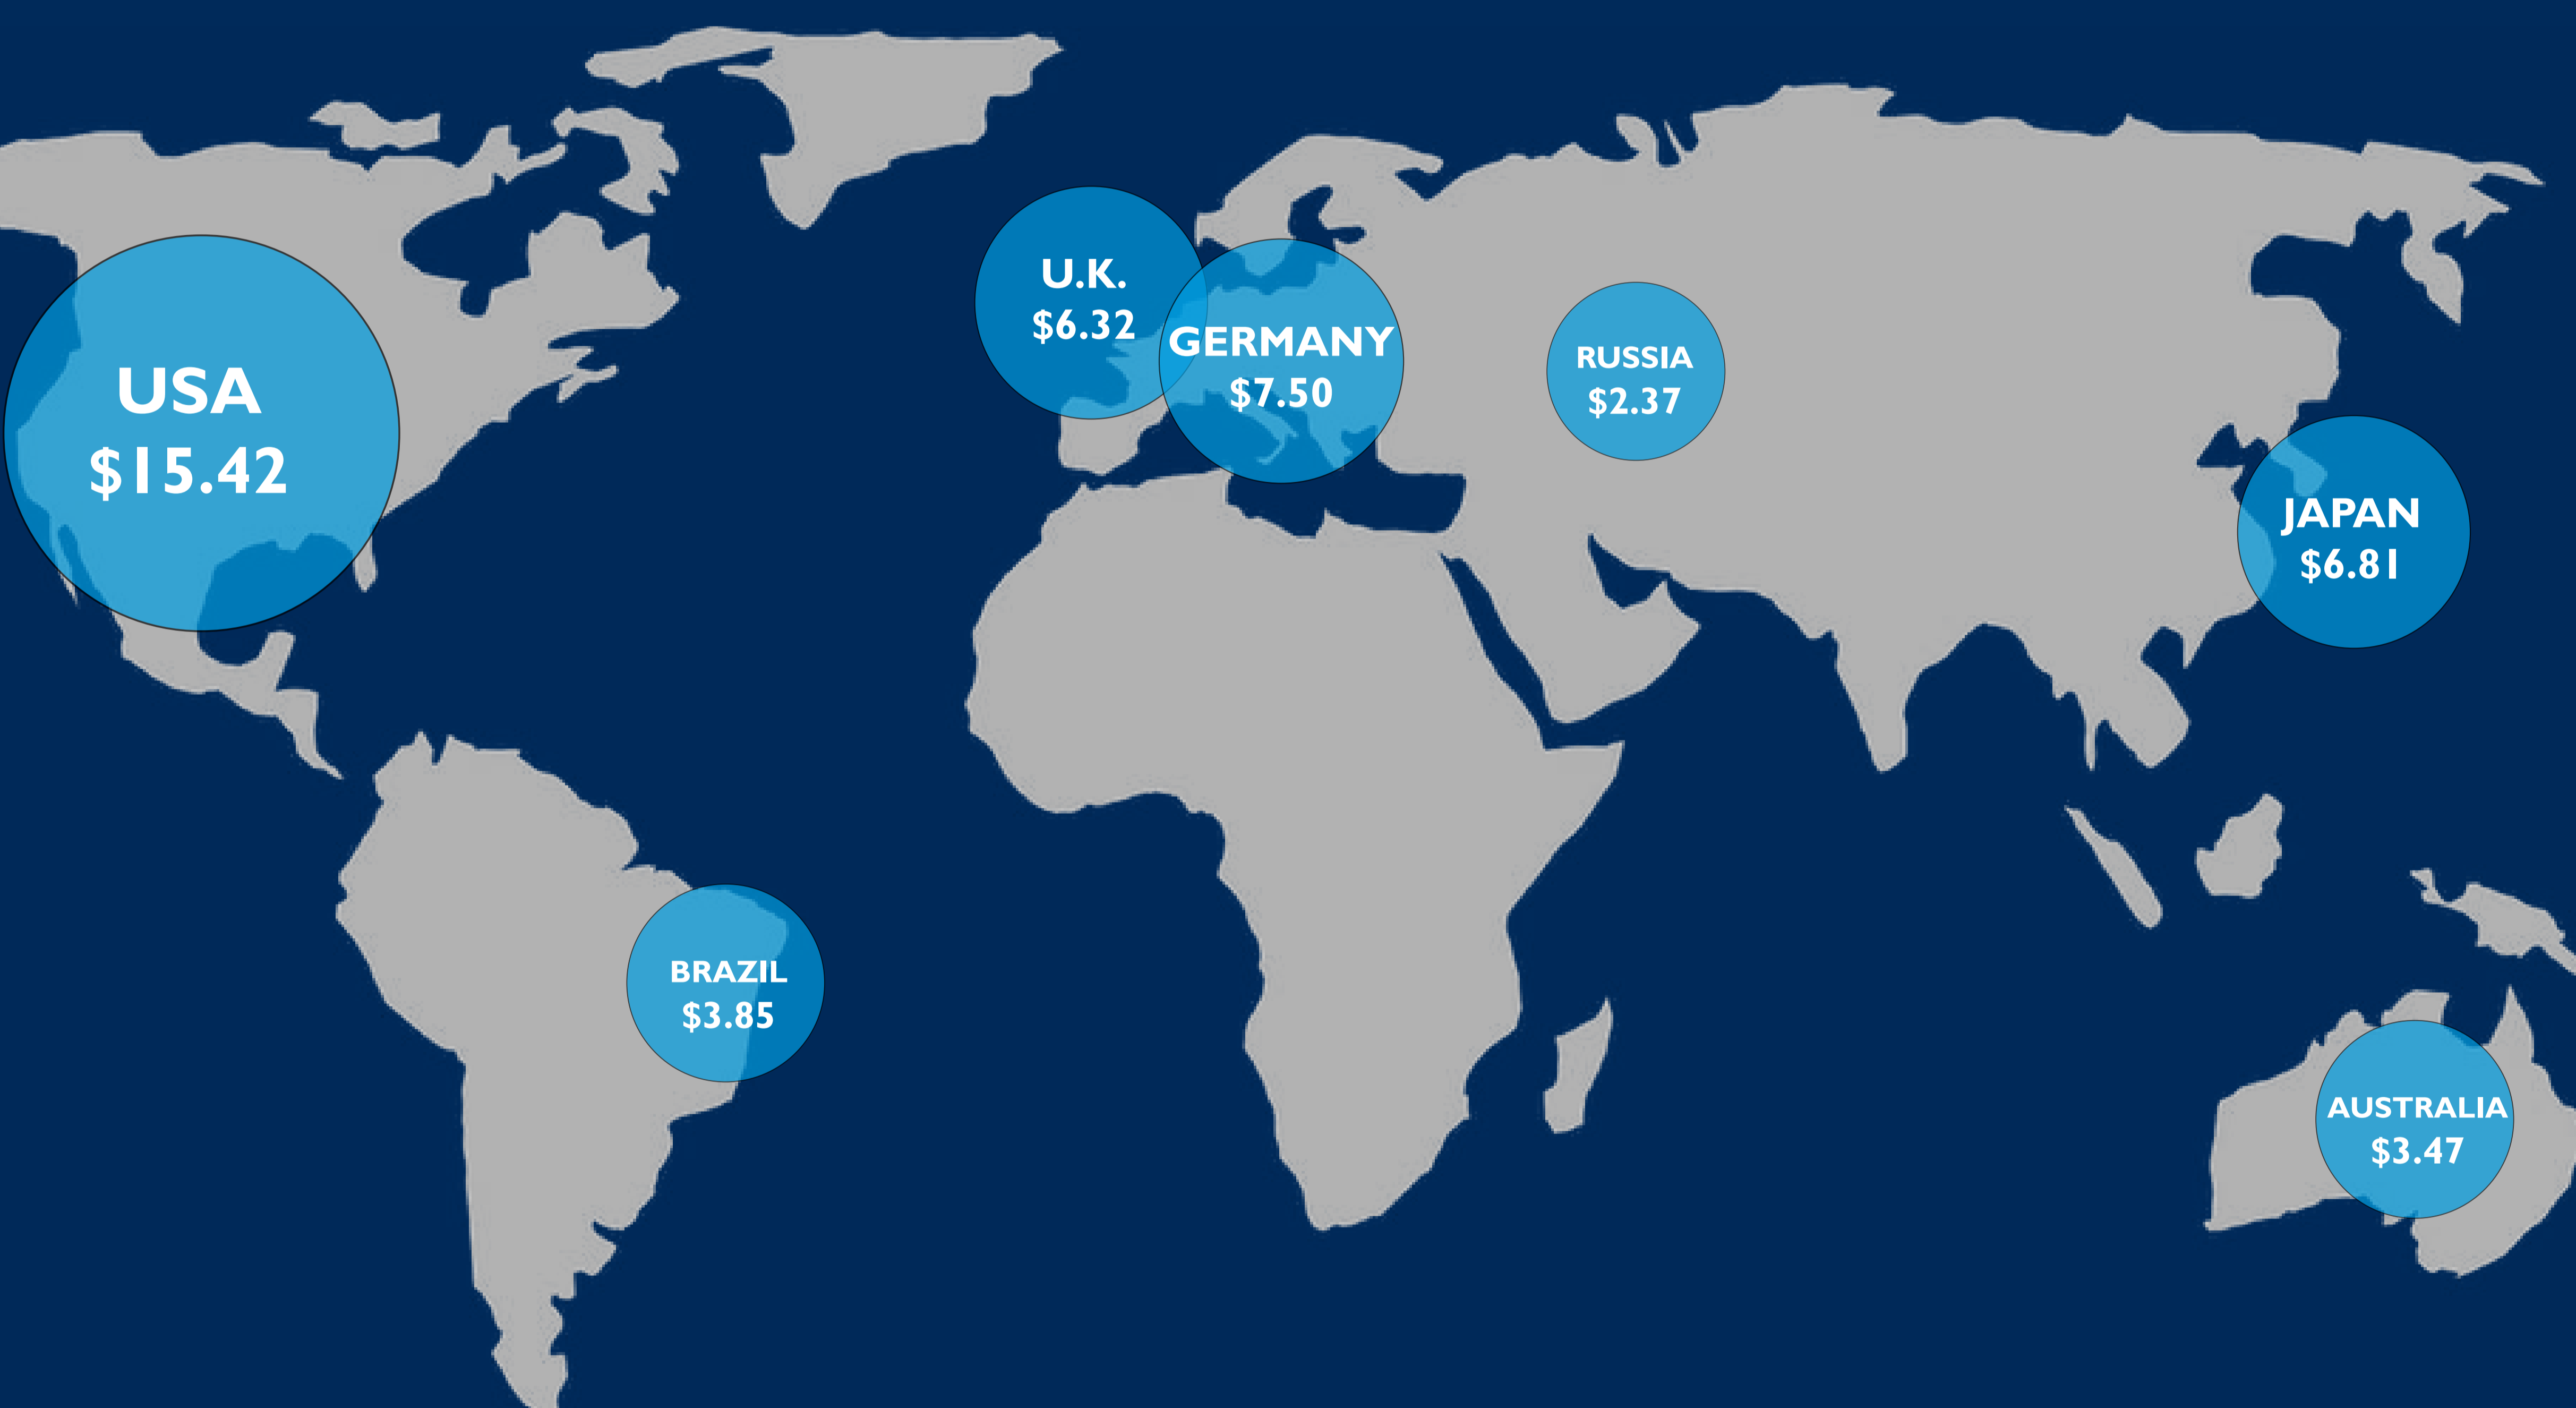 USA
$15.42
U.K.
$6.32
GERMANY
$7.50
RUSSIA
$2.37
JAPAN
$6.81
BRAZIL
$3.85
AUSTRALIA
$3.47